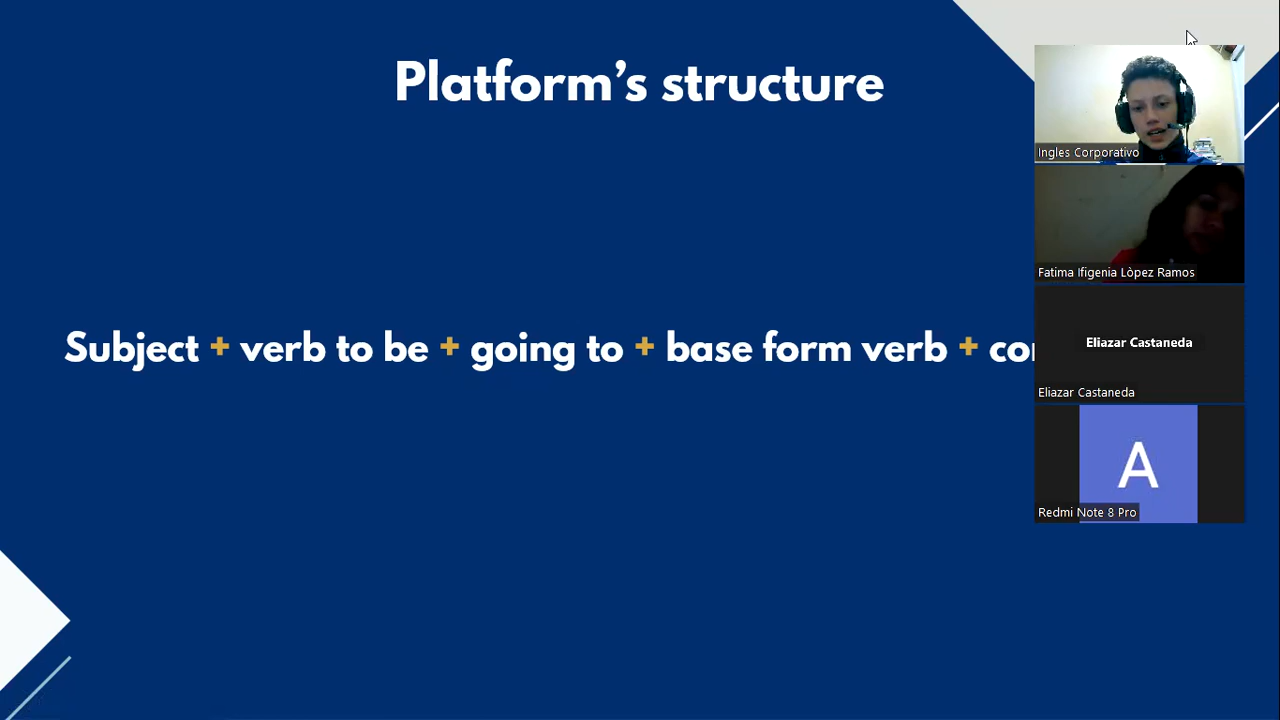 Platform’s structure
Ingles Corporativo
Fatima Ifigenia Lòpez Ramos
Subject + verb to be + going to + base form verb +
Eliazar Castaneda
Eliazar Castaneda
A
Redmi Note 8 Pro